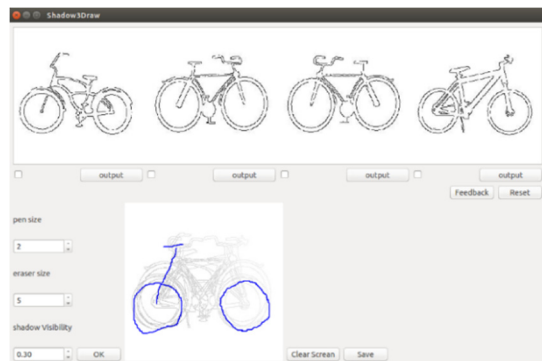 Shadow3Draw
output output output output
Feedback Reset
pen size
2
eraser size
5
shadow Visibility
0.30 OK Clear Screan Save